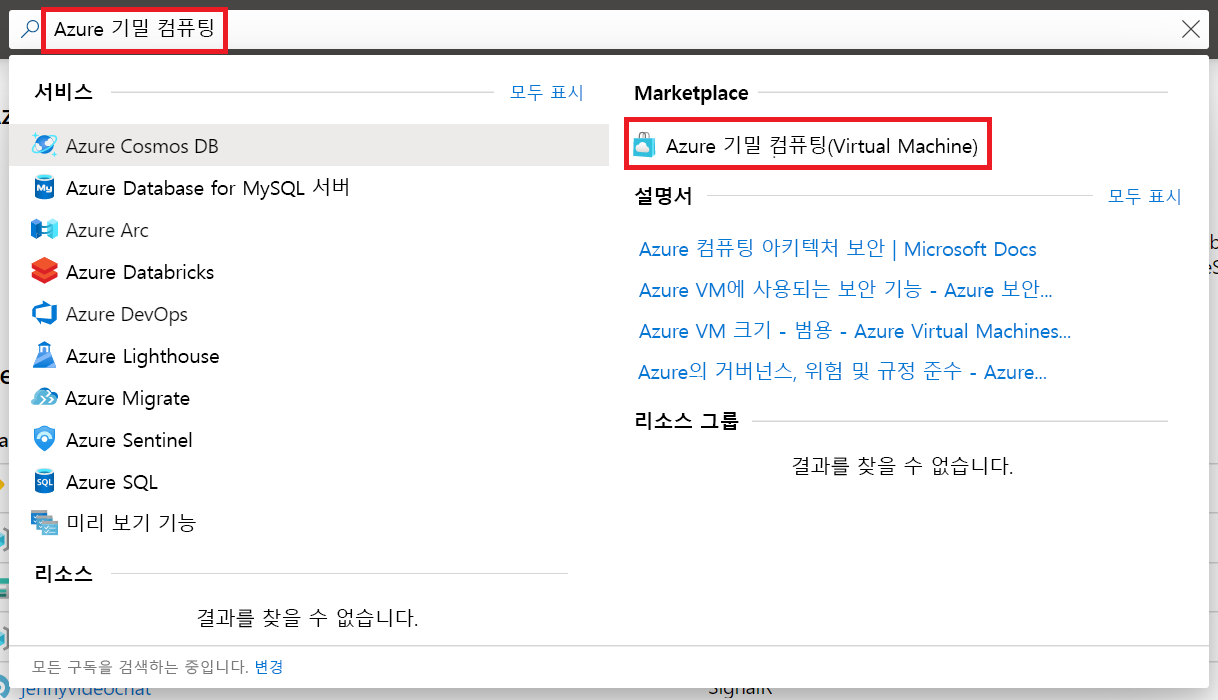 Azure 기밀 컴퓨팅
서비스
모두 표시
Azure Cosmos DB
Azure Database for MySQL 서버
Azure Arc
Azure Databricks
Azure DevOps
Azure Lighthouse
Azure Migrate
Azure Sentinel
Azure SQL
미리 보기 기능
리소스
결과를 찾을 수 없습니다.
Marketplace
Azure 기밀 컴퓨팅(Virtual Machine)
설명서
모두 표시
Azure 컴퓨팅 아키텍처 보안 | Microsoft Docs
Azure VM에 사용되는 보안 기능 - Azure 보안...
Azure VM 크기 - 범용 - Azure Virtual Machines...
Azure의 거버넌스, 위험 및 규정 준수 - Azure...
리소스 그룹
결과를 찾을 수 없습니다.
모든 구독을 검색하는 중입니다. 변경
jennyvideochat
SignalR